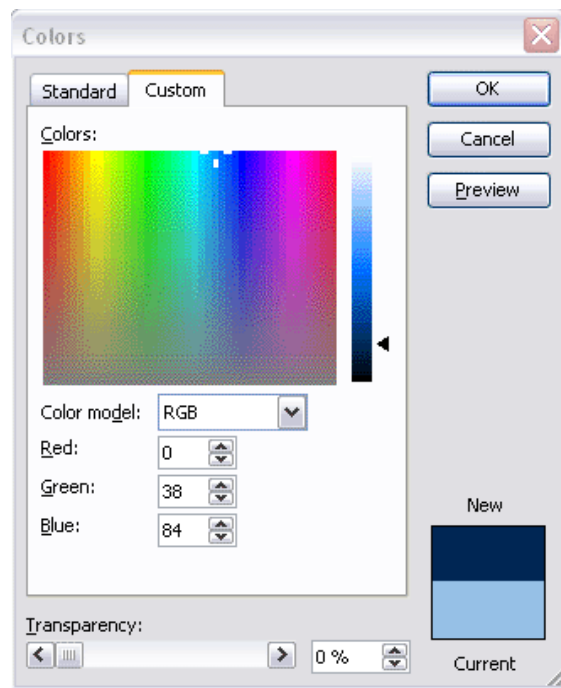 Colors
Standard Custom
OK
Cancel
Preview
Colors:
Color model: RGB
Red: 0
Green: 38
Blue: 84
New
Current
Transparency:
0 %